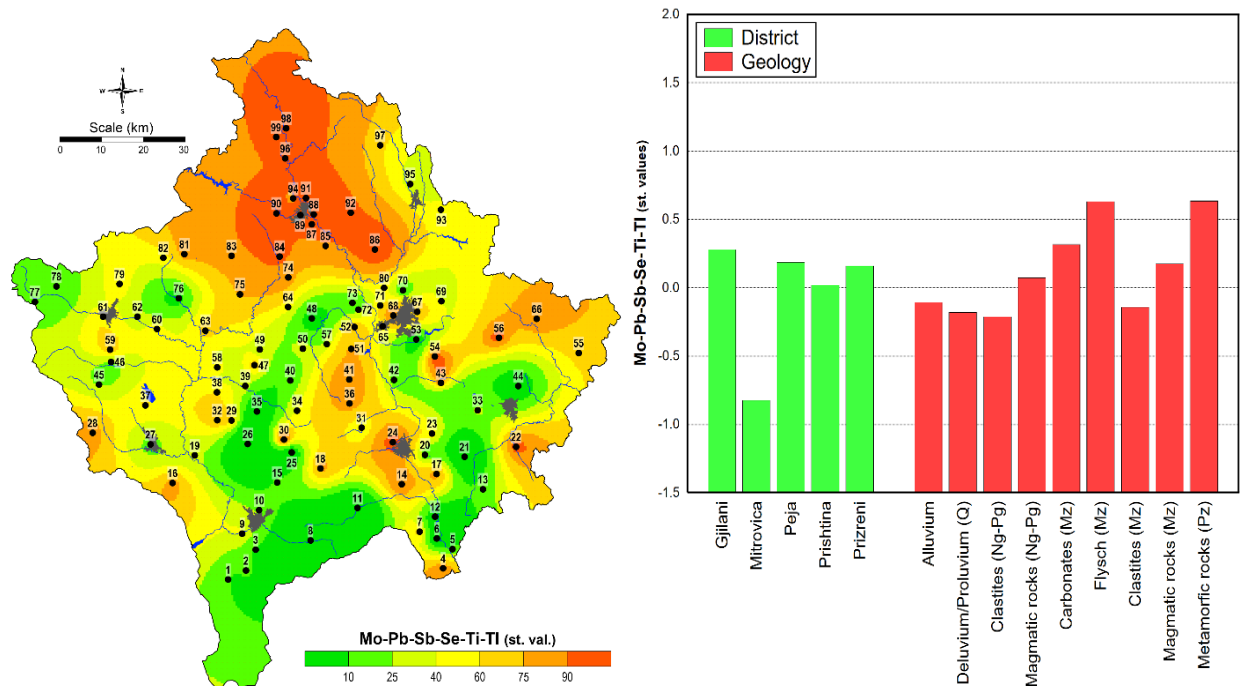 N
W E
S
Scale (km)
0 10 20 30
98
99
97
96
95
94 91
90 88 92 93
89
87
85 86
82 81 83 84
74
78 79 80 70
77 76 75 73 69
61 62 64 71 67
72 68 66
60 63 48 52 65
56
59 57 53
49 50 51 54 55
46 58 47
45 40 41 42 43 44
38 39
37 36
35 34 33
32 29
28 31
30 24 23 22
27 26
19 20 21
25 18 17
16 15 14 13
10 11 12
9 7
3 8 6 5
2 4
1
Mo-Pb-Sb-Se-Ti-Tl (st. val.)
10 25 40 60 75 90
Mo-Pb-Sb-Se-Ti-Tl (st. values)
2.0
1.5
1.0
0.5
0.0
-0.5
-1.0
-1.5
District
Geology
Gjilani
Mitrovica
Peja
Prishtina
Prizreni
Alluvium
Deluvium/Proluvium (Q)
Clastites (Ng-Pg)
Magmatic rocks (Ng-Pg)
Carbonates (Mz)
Flysch (Mz)
Clastites (Mz)
Magmatic rocks (Mz)
Metamorfic rocks (Pz)